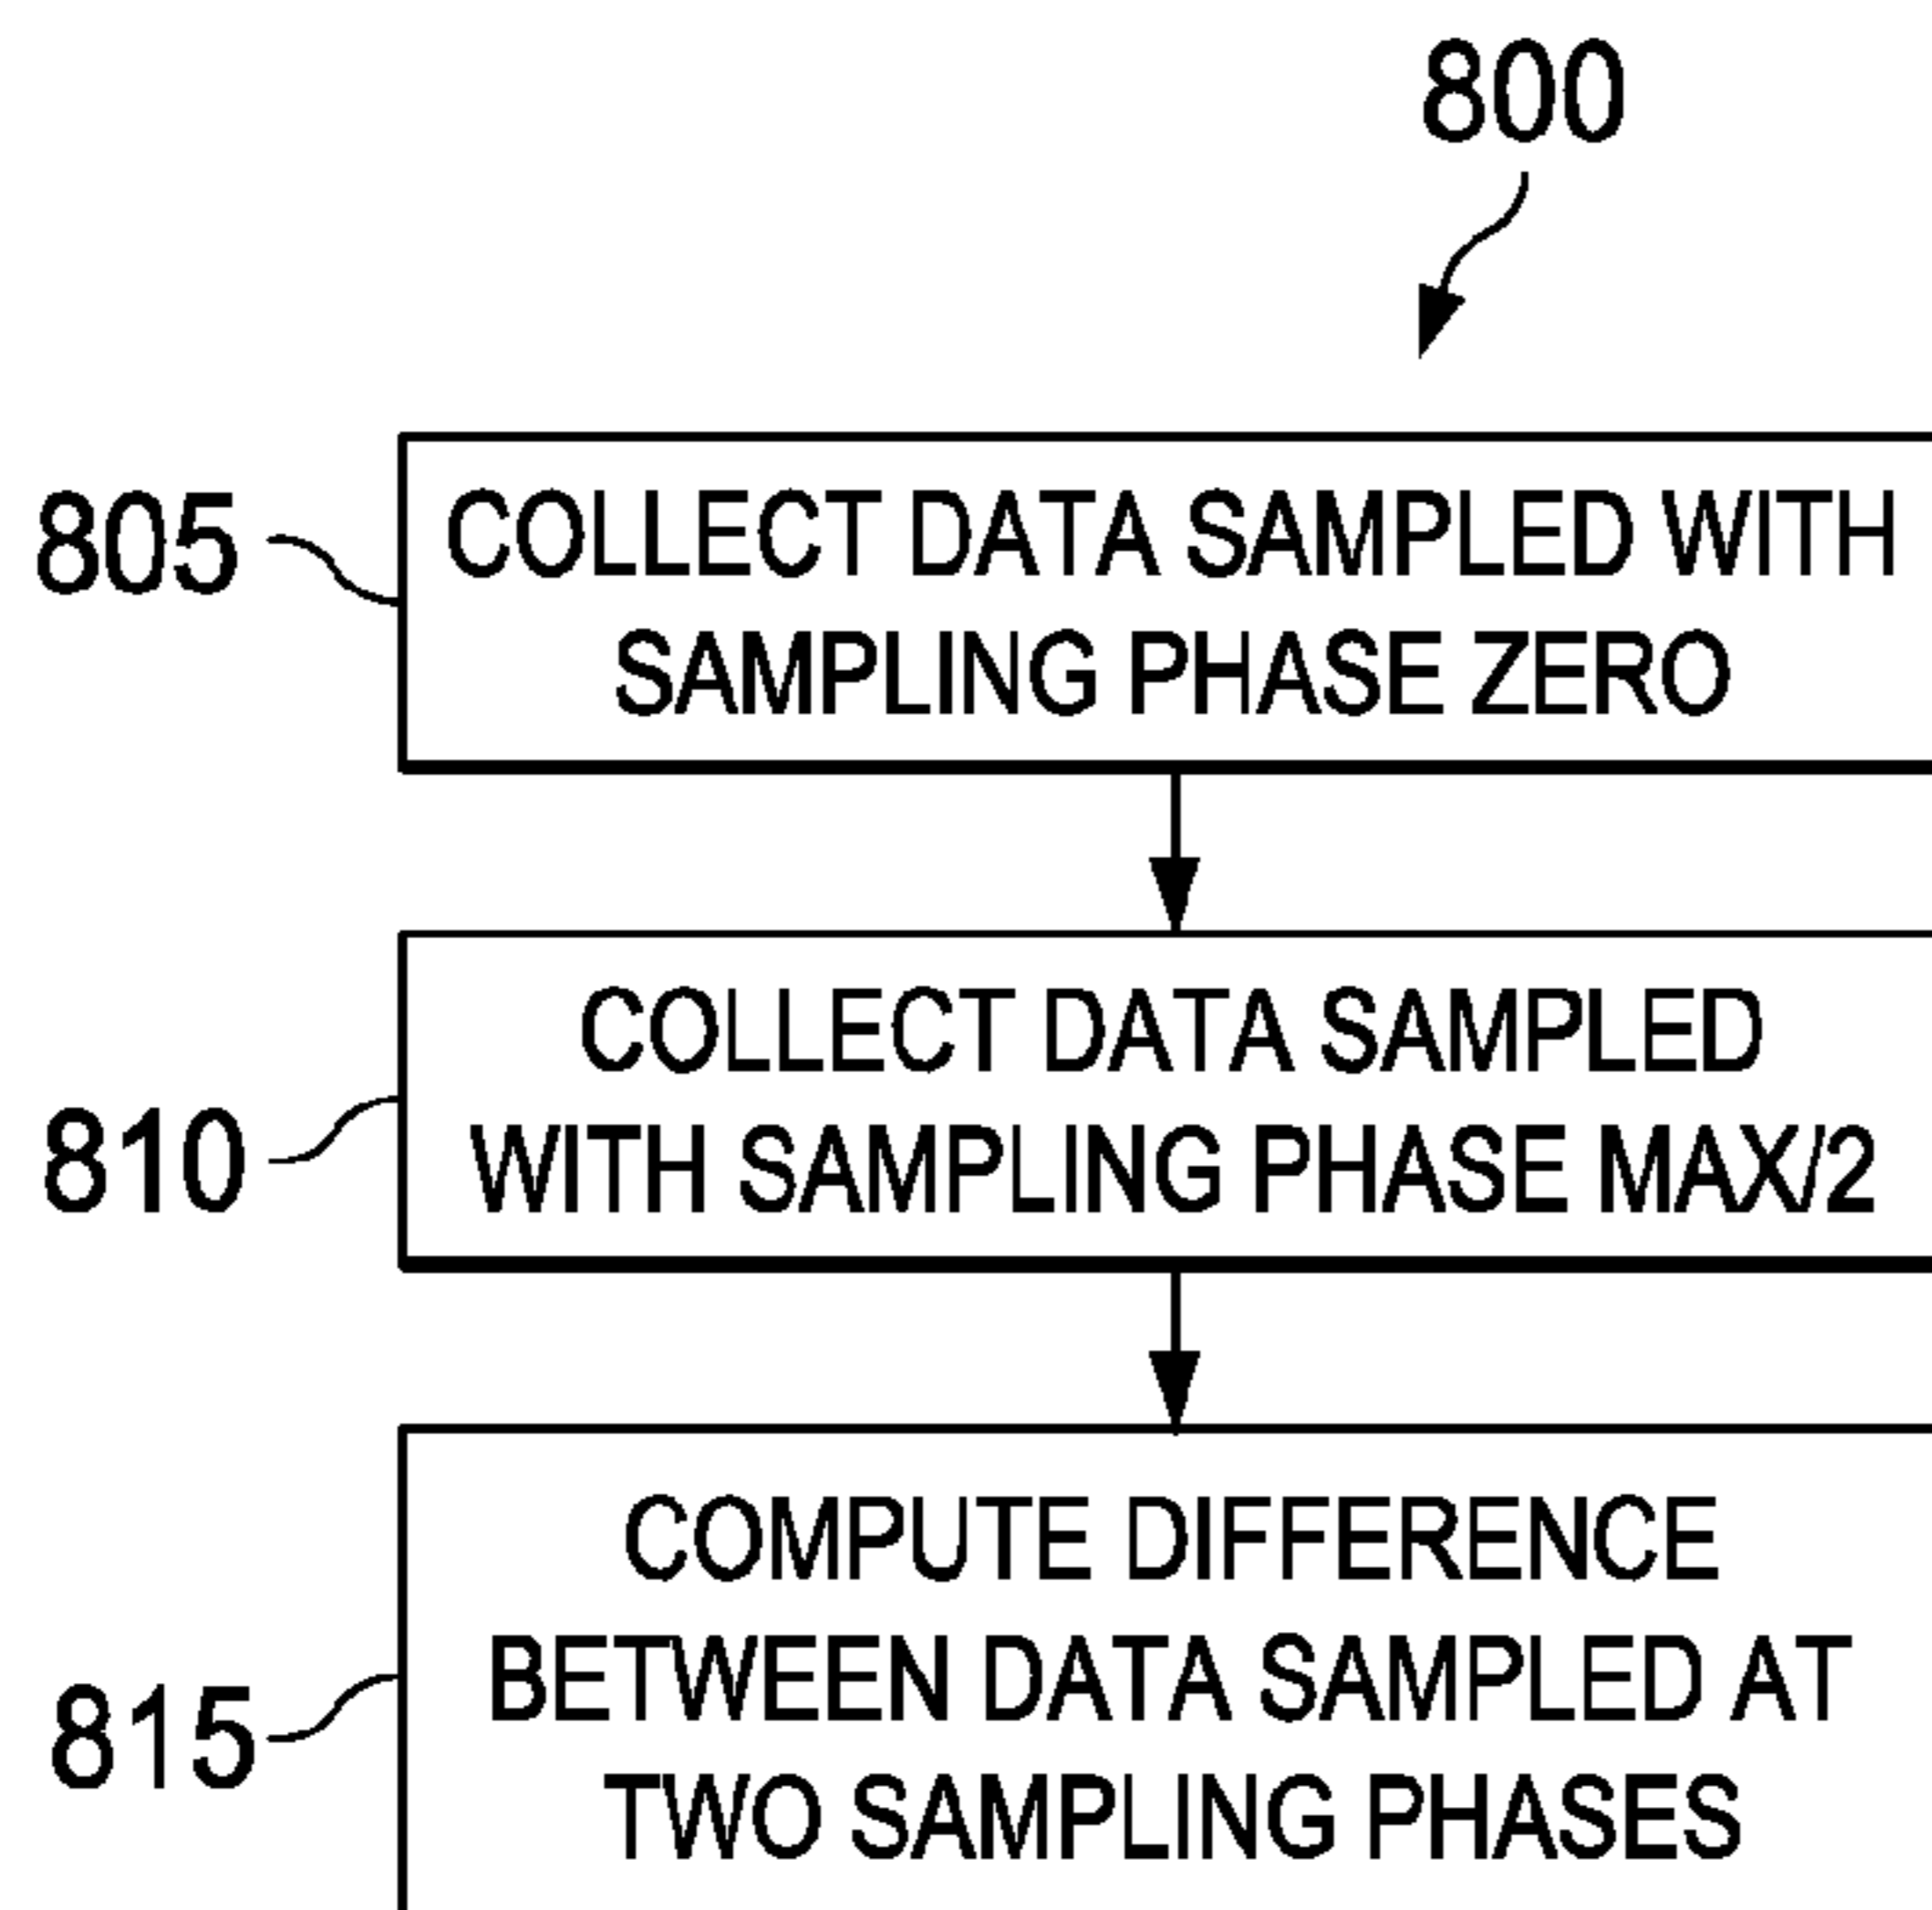 800
805
COLLECT DATA SAMPLED WITH
SAMPLING PHASE ZERO
810
COLLECT DATA SAMPLED
WITH SAMPLING PHASE MAX/2
815
COMPUTE DIFFERENCE
BETWEEN DATA SAMPLED AT
TWO SAMPLING PHASES